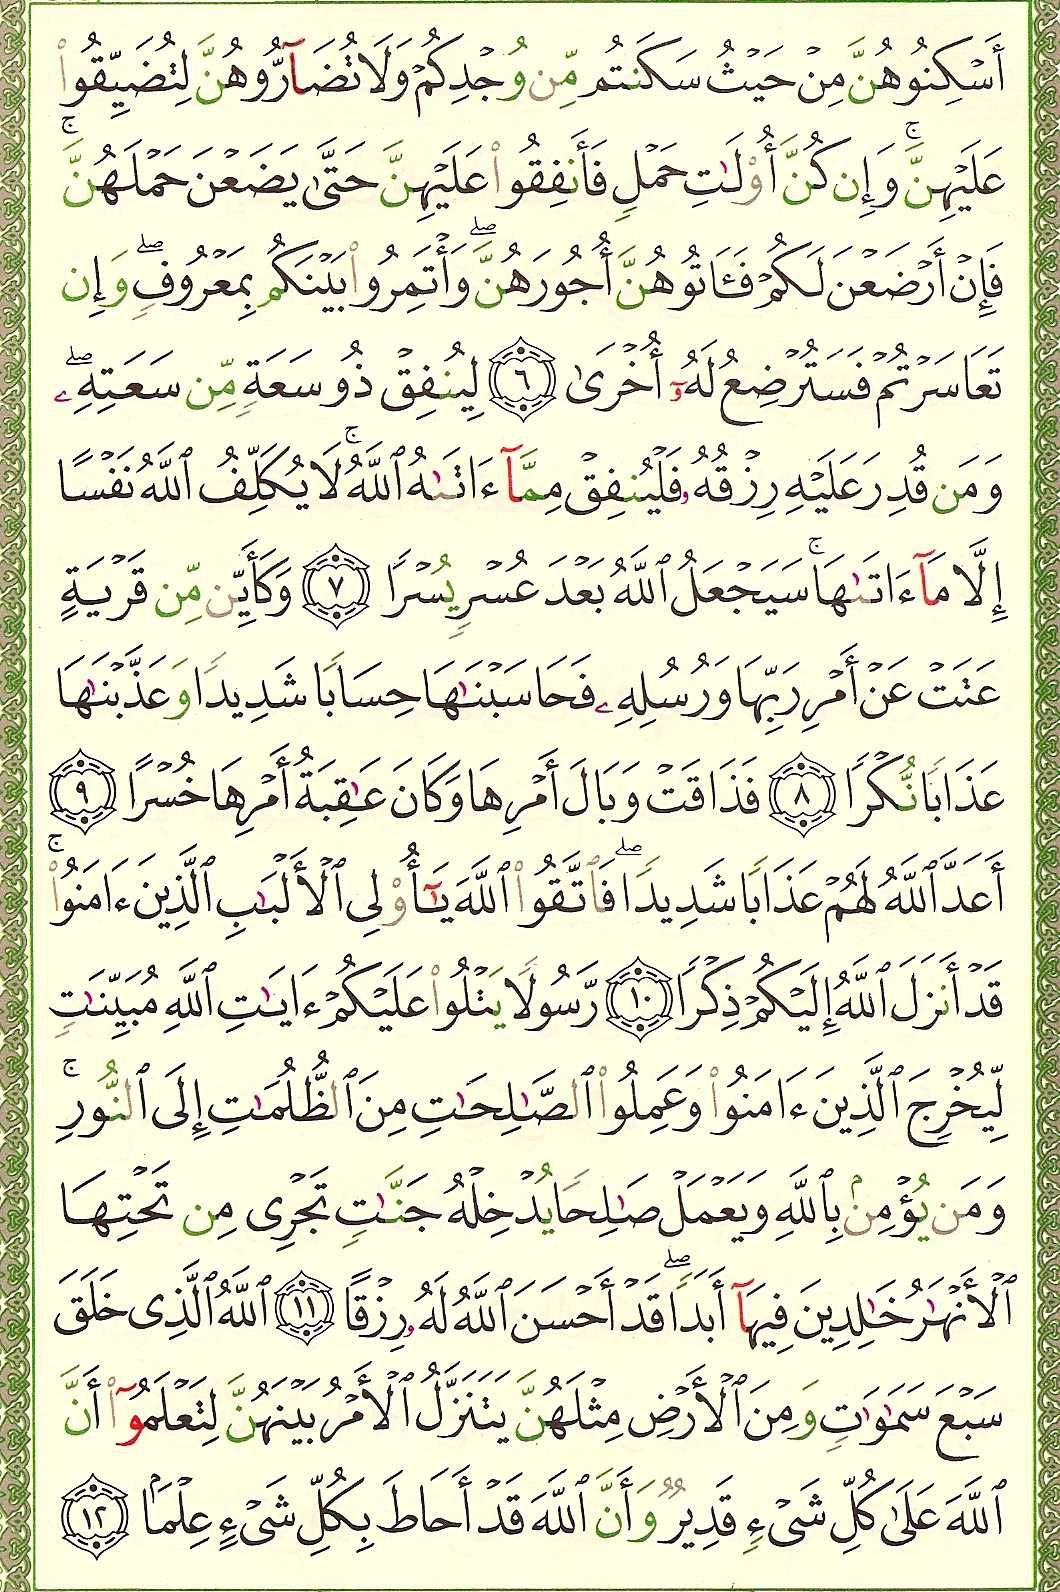 أَسْكِنُوهُنَّ مِنْ حَيْثُ سَكَنتُم مِّن وُجْدِكُمْ وَلَا تُضَآرُّوهُنَّ لِتُضَيِّقُوا۟
عَلَيْهِنَّ ۚ وَإِن كُنَّ أُو۟لَـٰتِ حَمْلٍ فَأَنفِقُوا۟ عَلَيْهِنَّ حَتَّىٰ يَضَعْنَ حَمْلَهُنَّ ۚ
فَإِنْ أَرْضَعْنَ لَكُمْ فَـَٔاتُوهُنَّ أُجُورَهُنَّ ۖ وَأْتَمِرُوا۟ بَيْنَكُم بِمَعْرُوفٍ ۖ وَإِن
تَعَاسَرْتُمْ فَسَتُرْضِعُ لَهُۥٓ أُخْرَىٰ ٦ لِيُنفِقْ ذُو سَعَةٍ مِّن سَعَتِهِۦ ۖ
وَمَن قُدِرَ عَلَيْهِ رِزْقُهُۥ فَلْيُنفِقْ مِمَّآ ءَاتَىٰهُ ٱللَّهُ ۚ لَا يُكَلِّفُ ٱللَّهُ نَفْسًا
إِلَّا مَآ ءَاتَىٰهَا ۚ سَيَجْعَلُ ٱللَّهُ بَعْدَ عُسْرٍ يُسْرًا ٧ وَكَأَيِّن مِّن قَرْيَةٍ
عَتَتْ عَنْ أَمْرِ رَبِّهَا وَرُسُلِهِۦ فَحَاسَبْنَـٰهَا حِسَابًا شَدِيدًا وَعَذَّبْنَـٰهَا
عَذَابًا نُّكْرًا ٨ فَذَاقَتْ وَبَالَ أَمْرِهَا وَكَانَ عَـٰقِبَةُ أَمْرِهَا خُسْرًا ٩
أَعَدَّ ٱللَّهُ لَهُمْ عَذَابًا شَدِيدًا ۖ فَٱتَّقُوا۟ ٱللَّهَ يَـٰٓأُو۟لِى ٱلْأَلْبَـٰبِ ٱلَّذِينَ ءَامَنُوا۟ ۚ
قَدْ أَنزَلَ ٱللَّهُ إِلَيْكُمْ ذِكْرًا ١٠ رَّسُولًا يَتْلُوا۟ عَلَيْكُمْ ءَايَـٰتِ ٱللَّهِ مُبَيِّنَـٰتٍ
لِّيُخْرِجَ ٱلَّذِينَ ءَامَنُوا۟ وَعَمِلُوا۟ ٱلصَّـٰلِحَـٰتِ مِنَ ٱلظُّلُمَـٰتِ إِلَى ٱلنُّورِ ۚ
وَمَن يُؤْمِنۢ بِٱللَّهِ وَيَعْمَلْ صَـٰلِحًا يُدْخِلْهُ جَنَّـٰتٍ تَجْرِى مِن تَحْتِهَا
ٱلْأَنْهَـٰرُ خَـٰلِدِينَ فِيهَآ أَبَدًا ۖ قَدْ أَحْسَنَ ٱللَّهُ لَهُۥ رِزْقًا ١١ ٱللَّهُ ٱلَّذِى خَلَقَ
سَبْعَ سَمَـٰوَٰتٍ وَمِنَ ٱلْأَرْضِ مِثْلَهُنَّ يَتَنَزَّلُ ٱلْأَمْرُ بَيْنَهُنَّ لِتَعْلَمُوٓا۟ أَنَّ
ٱللَّهَ عَلَىٰ كُلِّ شَىْءٍ قَدِيرٌ وَأَنَّ ٱللَّهَ قَدْ أَحَاطَ بِكُلِّ شَىْءٍ عِلْمًۢا ١٢